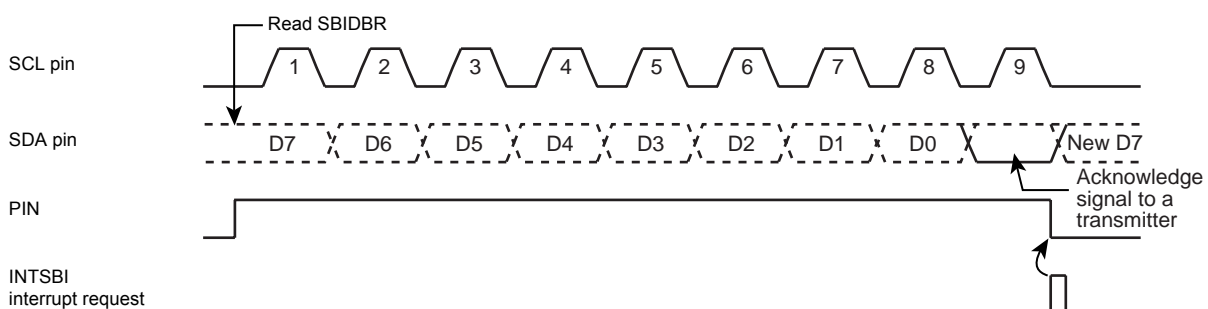 Read SBIDBR
SCL pin
1 2 3 4 5 6 7 8 9
SDA pin
D7 D6 D5 D4 D3 D2 D1 D0 New D7
Acknowledge
signal to a
transmitter
PIN
INTSBI
interrupt request